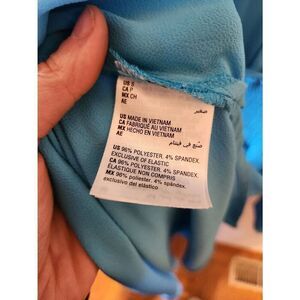 US S
CA P
MX CH
AE صغير
US MADE IN VIETNAM
CA FABRIQUÉ AU VIETNAM
MX HECHO EN VIETNAM
AE صنع في فيتنام
US 96% POLYESTER. 4% SPANDEX.
EXCLUSIVE OF ELASTIC
CA 96% POLYESTER. 4% SPANDEX.
ÉLASTIQUE NON COMPRIS
MX 96% poliester. 4% spandex.
exclusivo del elástico